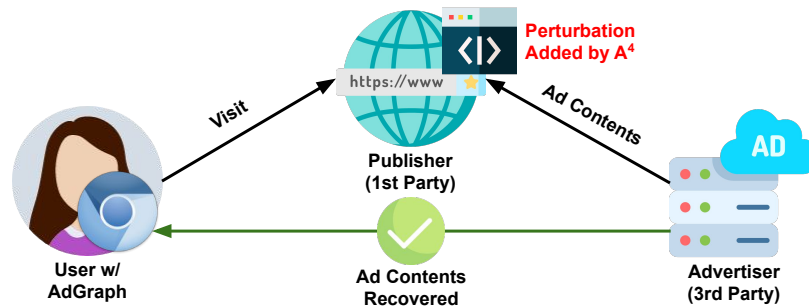 Perturbation
Added by A⁴
https://www
Visit
Ad Contents
AD
Publisher
(1st Party)
User w/
AdGraph
Ad Contents
Recovered
Advertiser
(3rd Party)